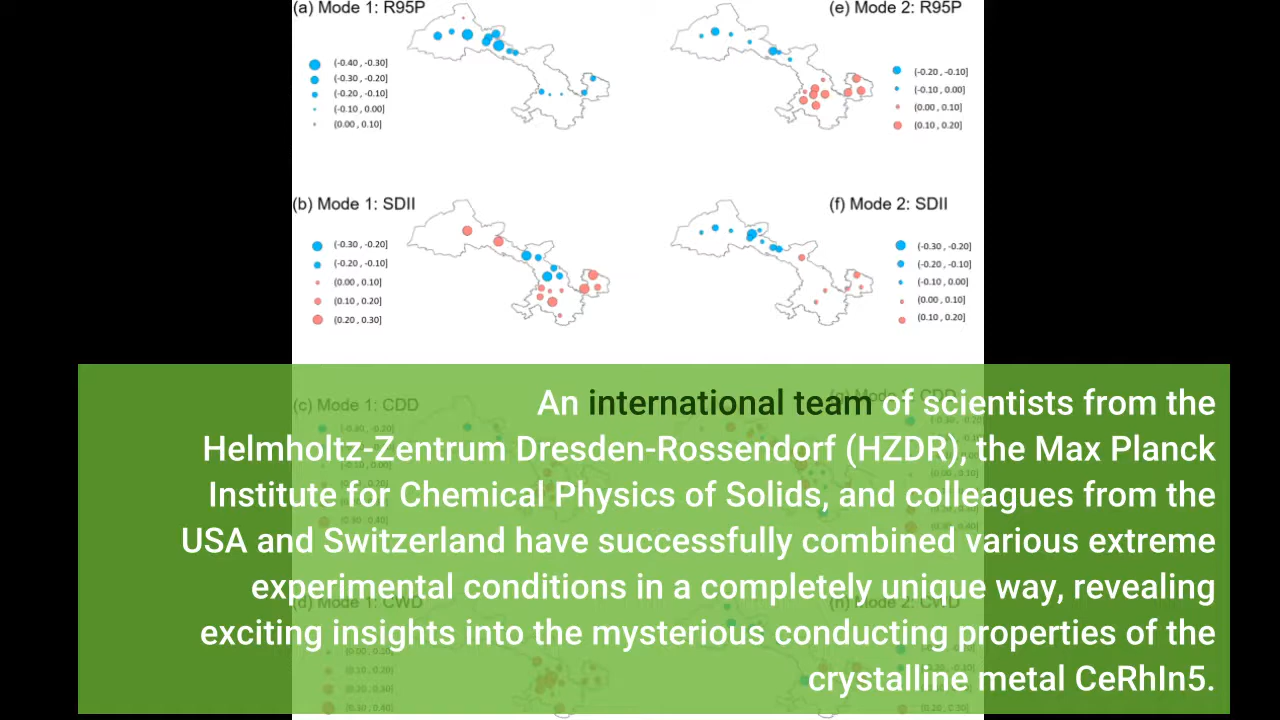 (a) Mode 1: R95P
(-0.40 , -0.30]
(-0.30 , -0.20]
(-0.20 , -0.10]
(-0.10 , 0.00]
(0.00 , 0.10]
(e) Mode 2: R95P
(-0.20 , -0.10]
(-0.10 , 0.00]
(0.00 , 0.10]
(0.10 , 0.20]
(b) Mode 1: SDII
(-0.30 , -0.20]
(-0.20 , -0.10]
(0.00 , 0.10]
(0.10 , 0.20]
(0.20 , 0.30]
(f) Mode 2: SDII
(-0.30 , -0.20]
(-0.20 , -0.10]
(-0.10 , 0.00]
(0.00 , 0.10]
(0.10 , 0.20]
(c) Mode 1: CDD
(d) Mode 1: CWD
An international team of scientists from the
Helmholtz-Zentrum Dresden-Rossendorf (HZDR), the Max Planck
Institute for Chemical Physics of Solids, and colleagues from the
USA and Switzerland have successfully combined various extreme
experimental conditions in a completely unique way, revealing
exciting insights into the mysterious conducting properties of the
crystalline metal CeRhIn5.